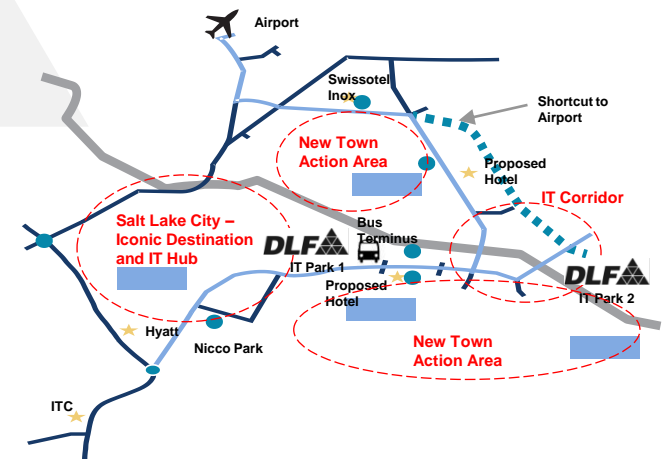 Airport
Swissotel
Inox
Shortcut to
Airport
New Town
Action Area
Proposed
Hotel
IT Corridor
Salt Lake City –
Iconic Destination
and IT Hub
Bus
Terminus
DLF
IT Park 1
DLF
IT Park 2
Proposed
Hotel
Hyatt
Nicco Park
New Town
Action Area
ITC